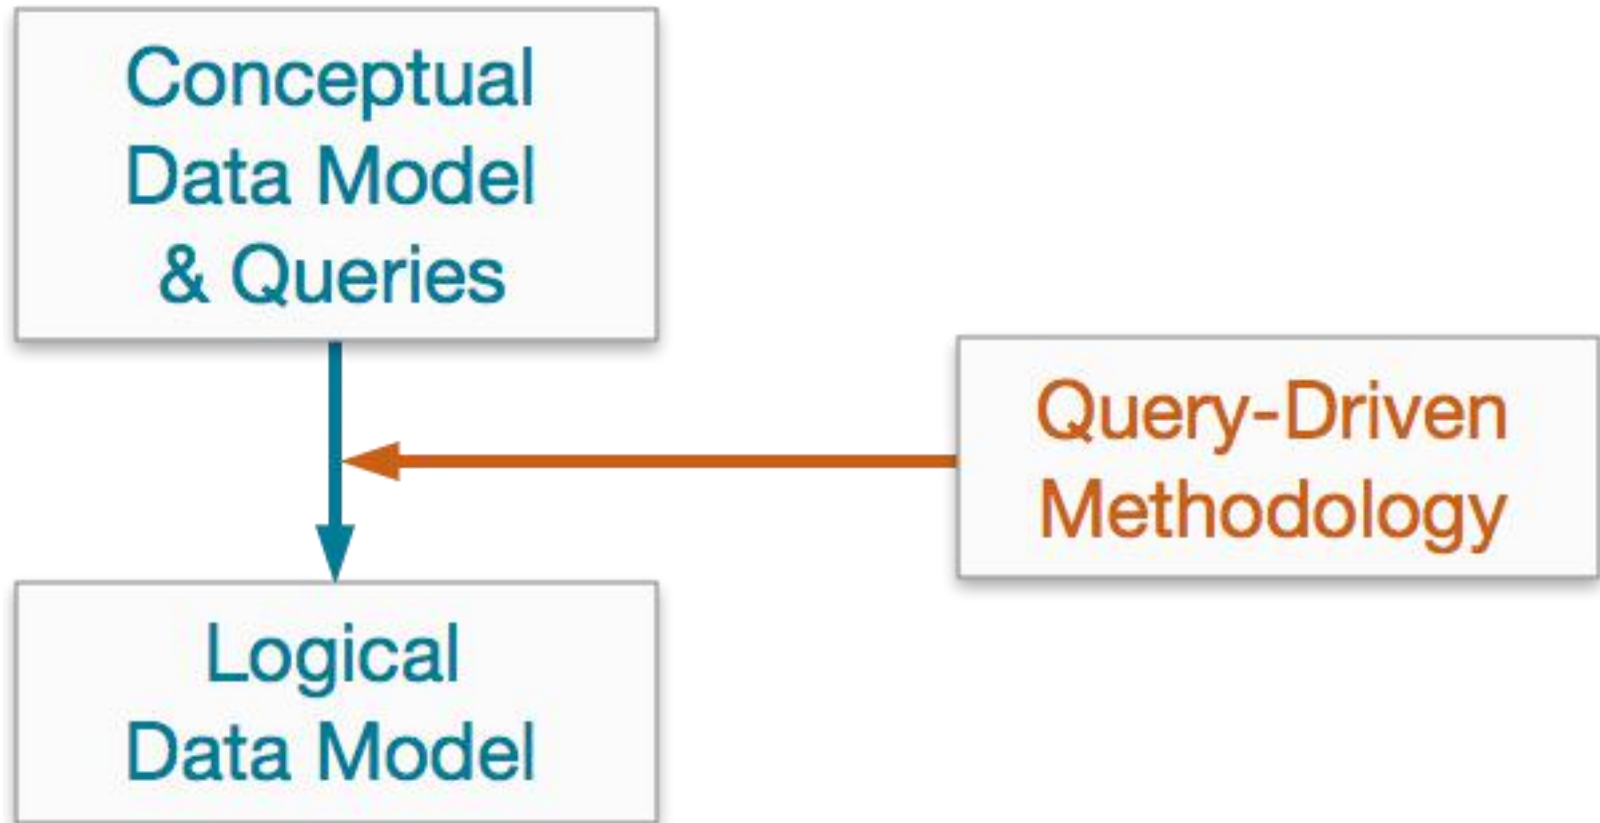 Conceptual
Data Model
& Queries
Query-Driven
Methodology
Logical
Data Model